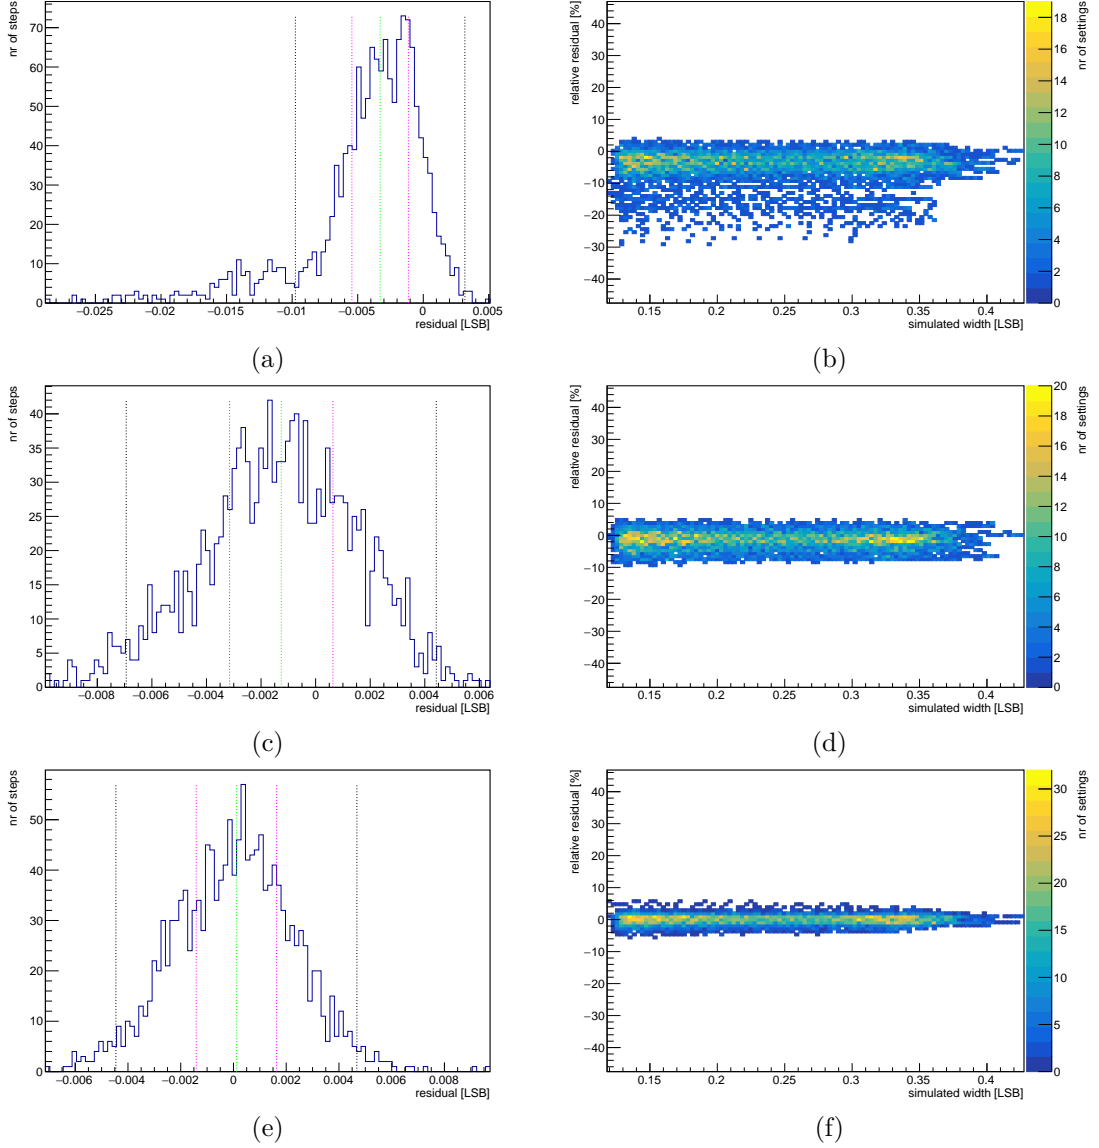 nr of steps
70
60
50
40
30
20
10
0
−0.025 −0.02 −0.015 −0.01 −0.005 0 0.005
residual [LSB]
(a)
relative residual [%]
40
30
20
10
0
−10
−20
−30
−40
0.15 0.2 0.25 0.3 0.35 0.4
simulated width [LSB]
18
16
14
12
10
8
6
4
2
0
nr of settings
(b)
nr of steps
40
35
30
25
20
15
10
5
0
−0.008 −0.006 −0.004 −0.002 0 0.002 0.004 0.006
residual [LSB]
(c)
relative residual [%]
40
30
20
10
0
−10
−20
−30
−40
0.15 0.2 0.25 0.3 0.35 0.4
simulated width [LSB]
20
18
16
14
12
10
8
6
4
2
0
nr of settings
(d)
nr of steps
50
40
30
20
10
0
−0.006 −0.004 −0.002 0 0.002 0.004 0.006 0.008
residual [LSB]
(e)
relative residual [%]
40
30
20
10
0
−10
−20
−30
−40
0.15 0.2 0.25 0.3 0.35 0.4
simulated width [LSB]
30
25
20
15
10
5
0
nr of settings
(f)